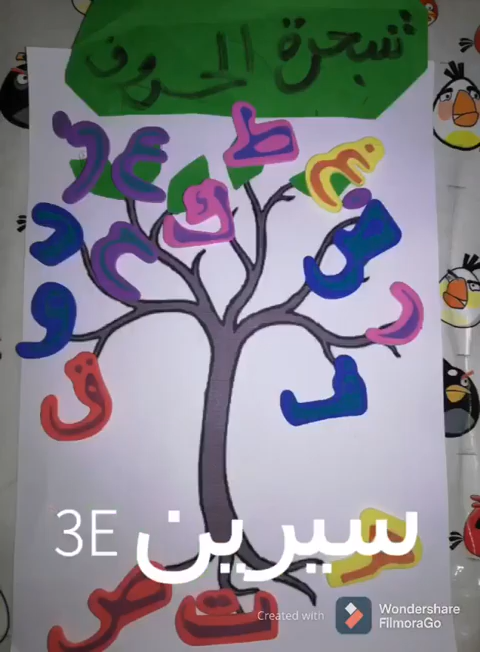 شجرة الحروف
ع
ط
د
ح
ض
و
ر
ق
3E سيرين
ص
ت
Created with Wondershare
FilmoraGo